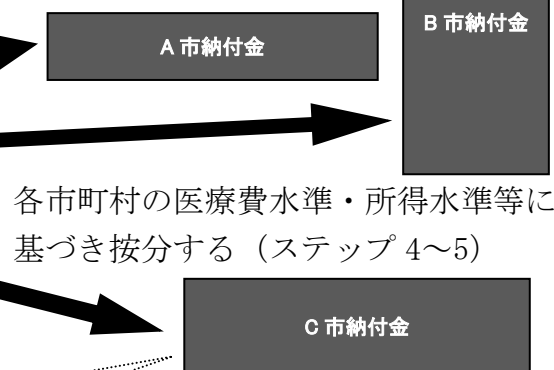 A市納付金
B市納付金
各市町村の医療費水準・所得水準等に
基づき按分する（ステップ 4～5）
C市納付金